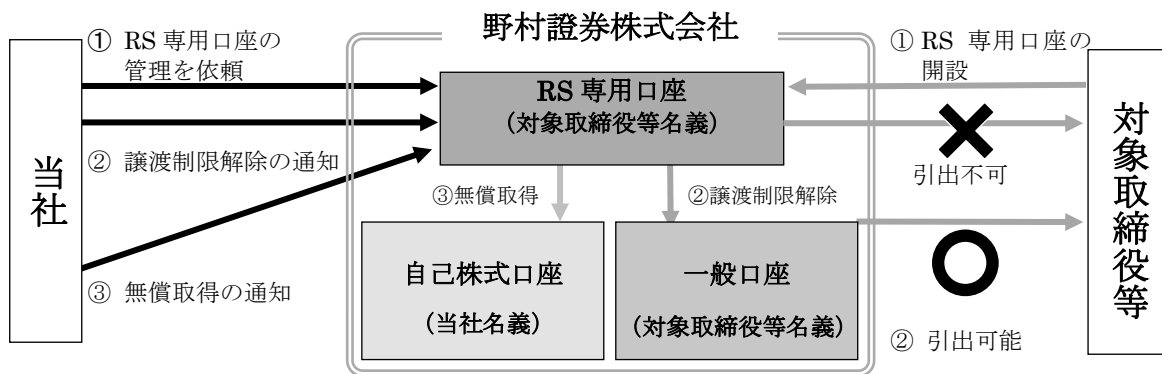 野村證券株式会社
① RS 専用口座の
管理を依頼
② 譲渡制限解除の通知
③ 無償取得の通知
当社
RS 専用口座
(対象取締役等名義)
③無償取得
②譲渡制限解除
自己株式口座
(当社名義)
一般口座
(対象取締役等名義)
① RS 専用口座の
開設
引出不可
② 引出可能
対象取締役等